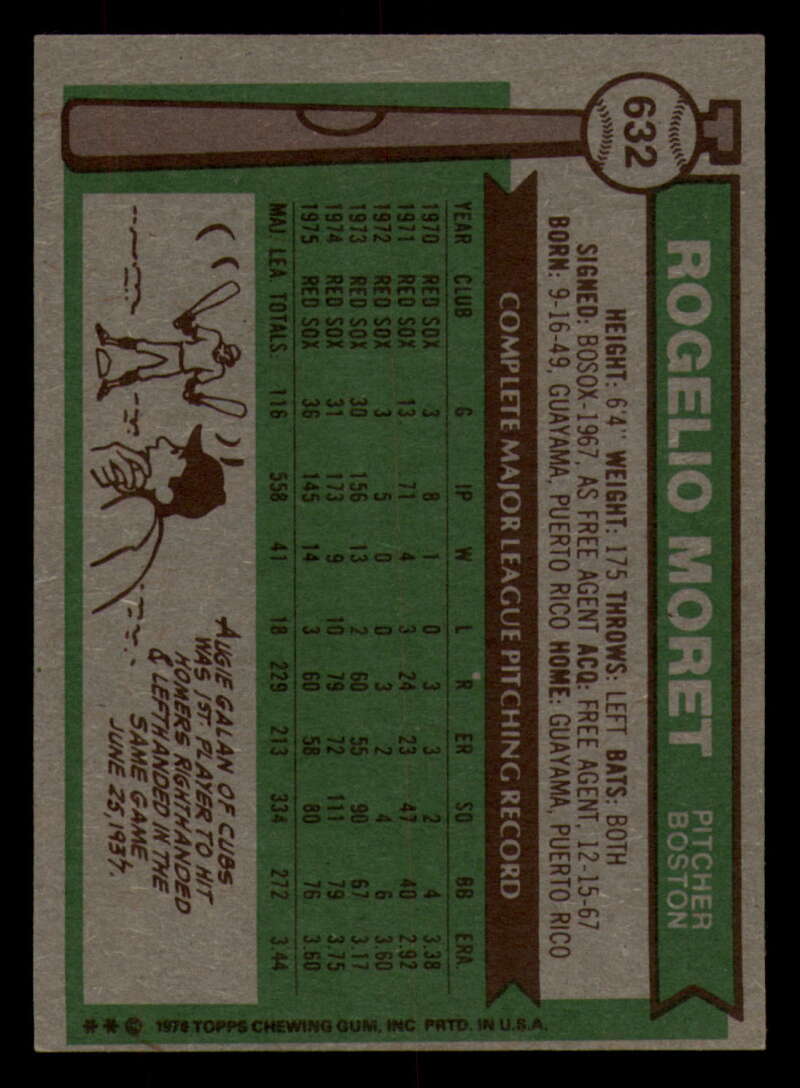 632
ROGELIO MORET
PITCHER
BOSTON
HEIGHT: 6'4" WEIGHT: 175 THROWS: LEFT BATS: BOTH
SIGNED: BOSOX-1967, AS FREE AGENT ACQ: FREE AGENT, 12-15-67
BORN: 9-16-49, GUAYAMA, PUERTO RICO HOME: GUAYAMA, PUERTO RICO
COMPLETE MAJOR LEAGUE PITCHING RECORD
YEAR CLUB G IP W L R ER SO BB ERA
1970 RED SOX 3 8 1 0 3 3 2 4 3.38
1971 RED SOX 13 71 4 3 24 23 47 40 2.92
1972 RED SOX 3 5 0 0 3 2 4 6 3.60
1973 RED SOX 30 156 13 2 60 55 90 67 3.17
1974 RED SOX 31 173 9 10 79 72 111 79 3.75
1975 RED SOX 36 145 14 3 60 58 80 76 3.60
MAJ. LEA. TOTALS: 116 558 41 18 229 213 334 272 3.44
AUGIE GALAN OF CUBS
WAS 1ST. PLAYER TO HIT
HOMERS RIGHTHANDED
& LEFTHANDED IN THE
SAME GAME
JUNE 25, 1937.
** © 1976 TOPPS CHEWING GUM, INC. PRTD. IN U.S.A.